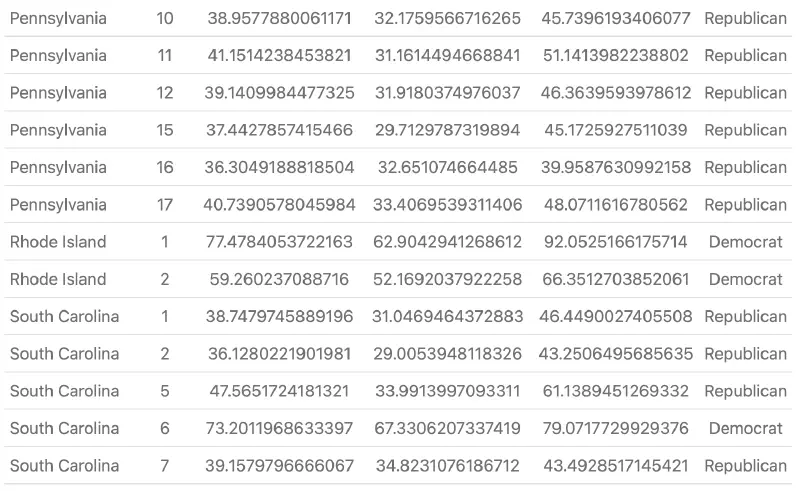 Pennsylvania 10 38.9577880061171 32.1759566716265 45.7396193406077 Republican
Pennsylvania 11 41.1514238453821 31.1614494668841 51.1413982238802 Republican
Pennsylvania 12 39.1409984477325 31.9180374976037 46.3639593978612 Republican
Pennsylvania 15 37.4427857415466 29.7129787319894 45.1725927511039 Republican
Pennsylvania 16 36.3049188818504 32.651074664485 39.9587630992158 Republican
Pennsylvania 17 40.7390578045984 33.4069539311406 48.0711616780562 Republican
Rhode Island 1 77.4784053722163 62.9042941268612 92.0525166175714 Democrat
Rhode Island 2 59.260237088716 52.1692037922258 66.3512703852061 Democrat
South Carolina 1 38.7479745889196 31.0469464372883 46.4490027405508 Republican
South Carolina 2 36.1280221901981 29.0053948118326 43.2506495685635 Republican
South Carolina 5 47.5651724181321 33.9913997093311 61.1389451269332 Republican
South Carolina 6 73.2011968633397 67.3306207337419 79.0717729929376 Democrat
South Carolina 7 39.1579796666067 34.8231076186712 43.4928517145421 Republican